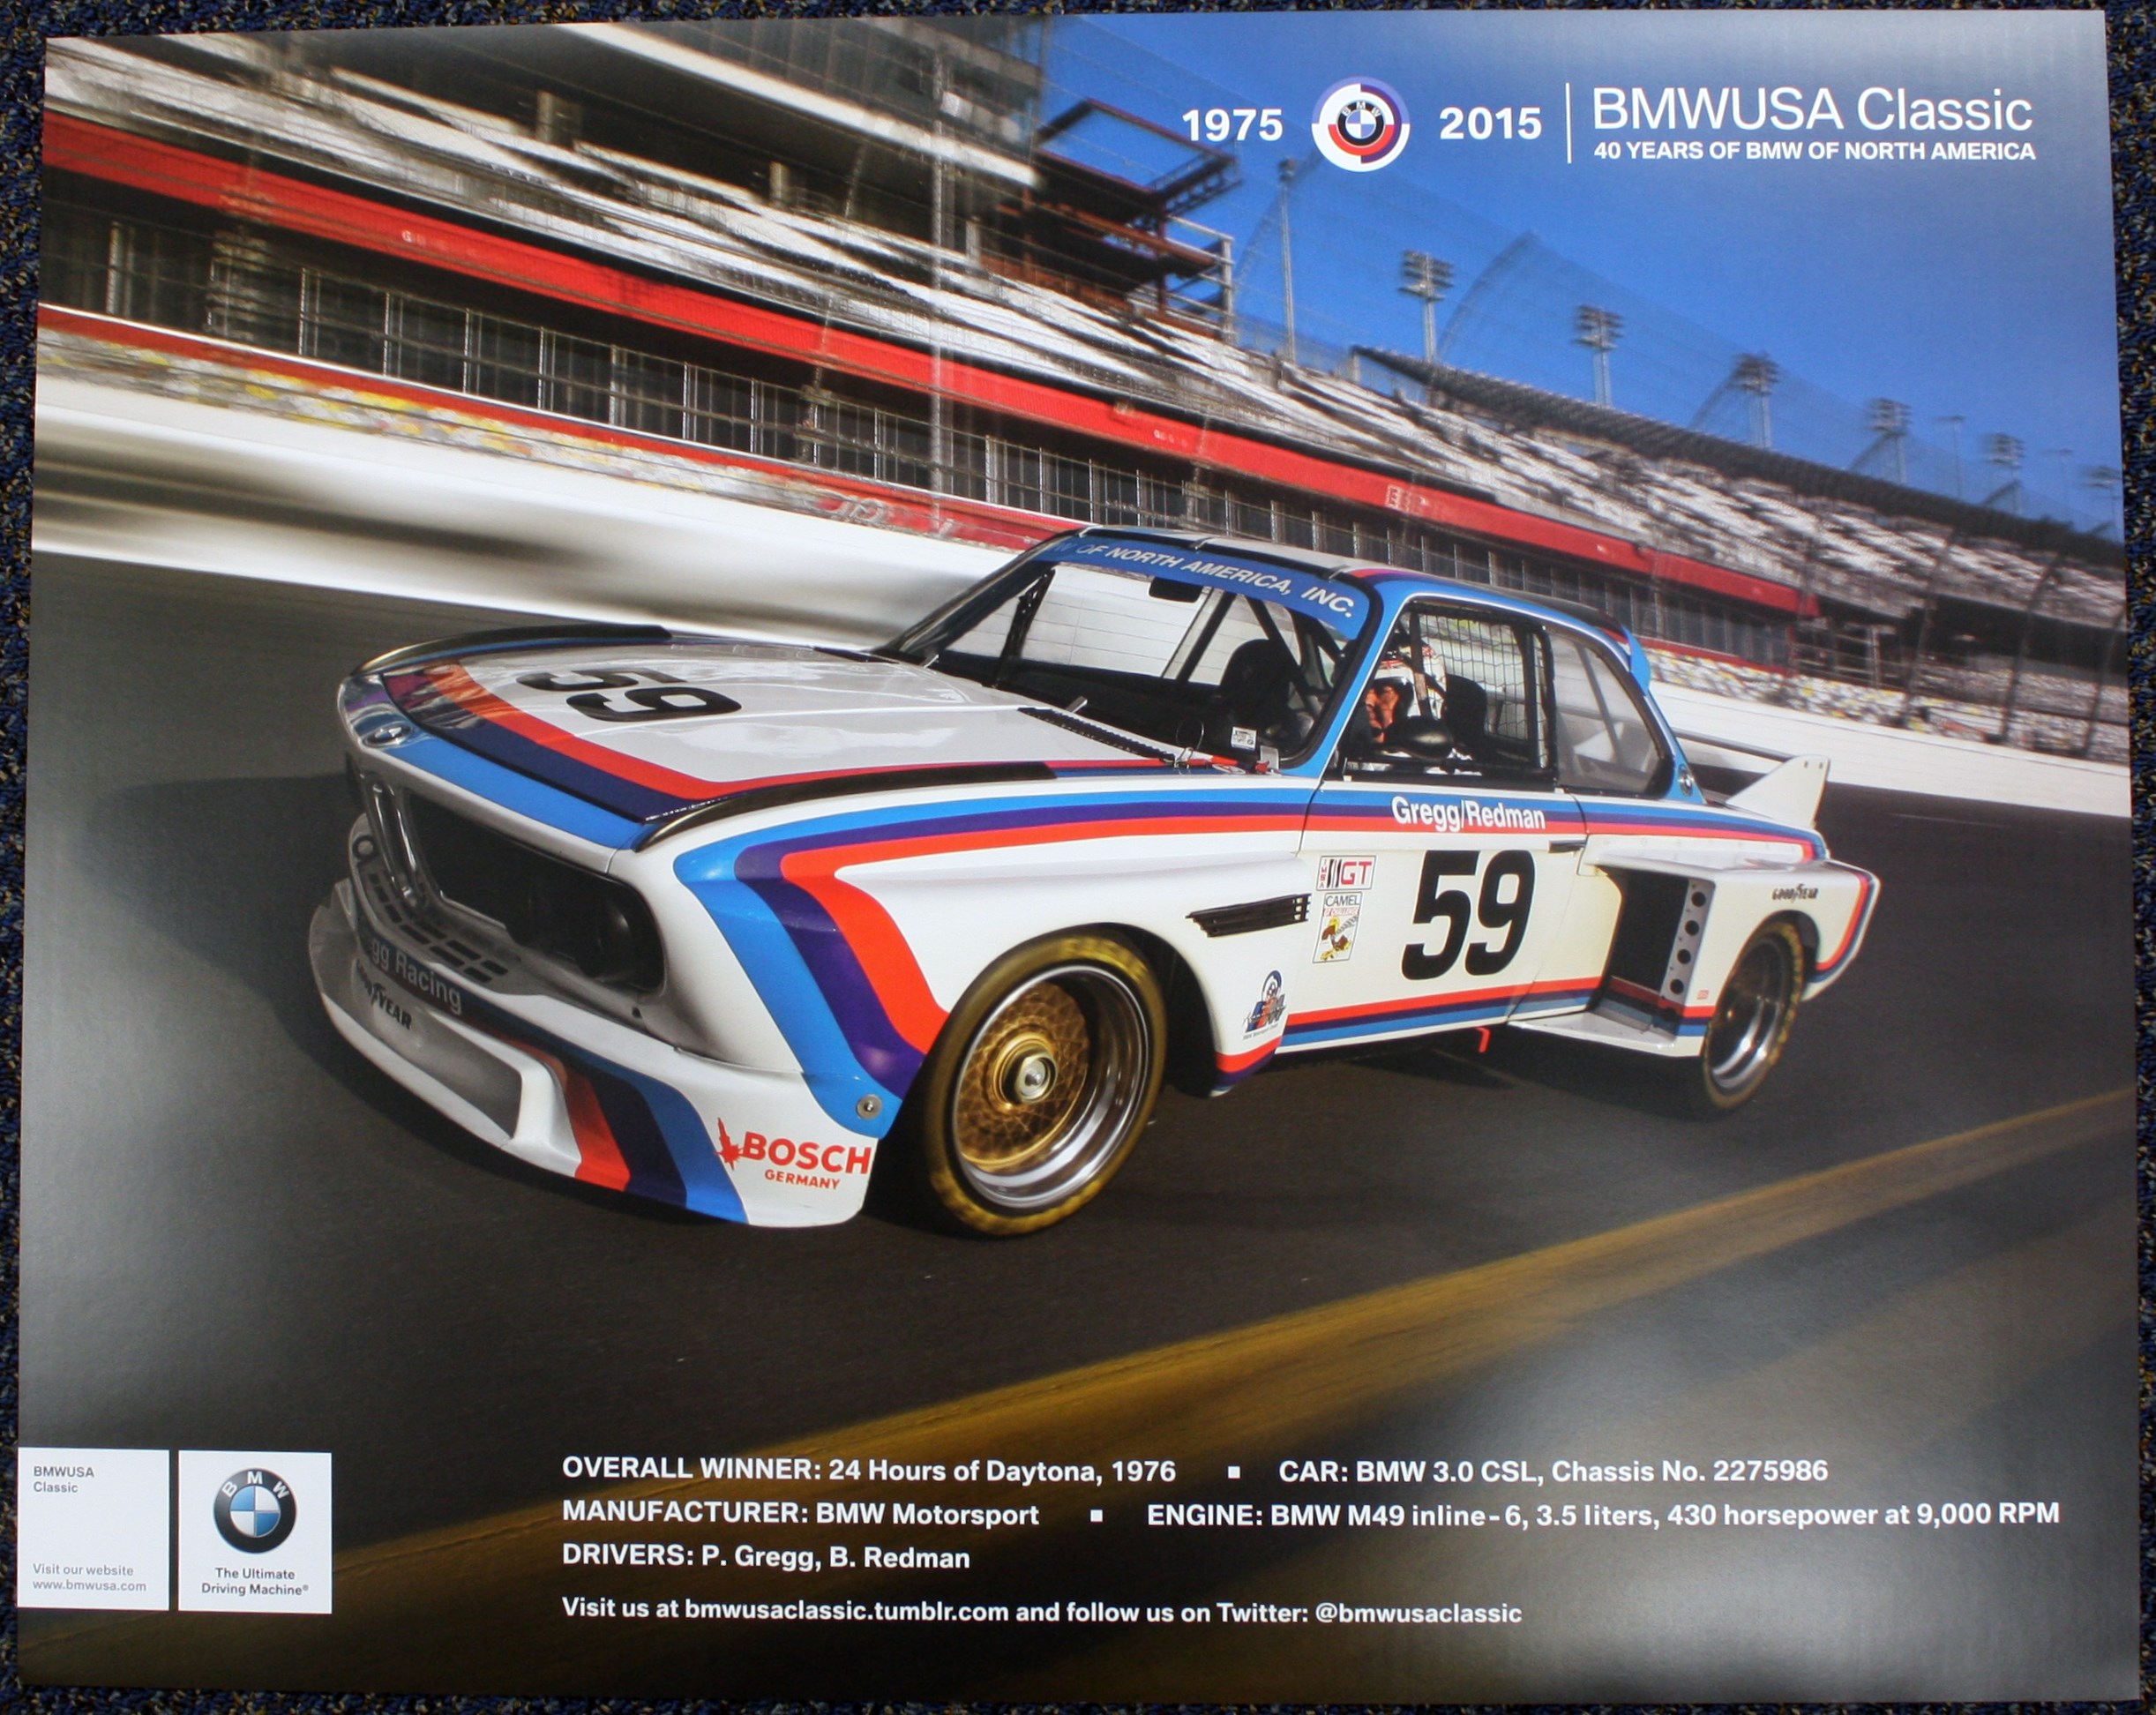 1975 BMW 2015 BMWUSA Classic
40 YEARS OF BMW OF NORTH AMERICA
OF NORTH AMERICA, INC.
59
Gregg/Redman
IMSA GT
CAMEL
59
GOODYEAR
gg Racing
YEAR
BOSCH
GERMANY
BMWUSA
Classic
Visit our website
www.bmwusa.com
BMW
The Ultimate
Driving Machine®
OVERALL WINNER: 24 Hours of Daytona, 1976 ▪ CAR: BMW 3.0 CSL, Chassis No. 2275986
MANUFACTURER: BMW Motorsport ▪ ENGINE: BMW M49 inline-6, 3.5 liters, 430 horsepower at 9,000 RPM
DRIVERS: P. Gregg, B. Redman
Visit us at bmwusaclassic.tumblr.com and follow us on Twitter: @bmwusaclassic